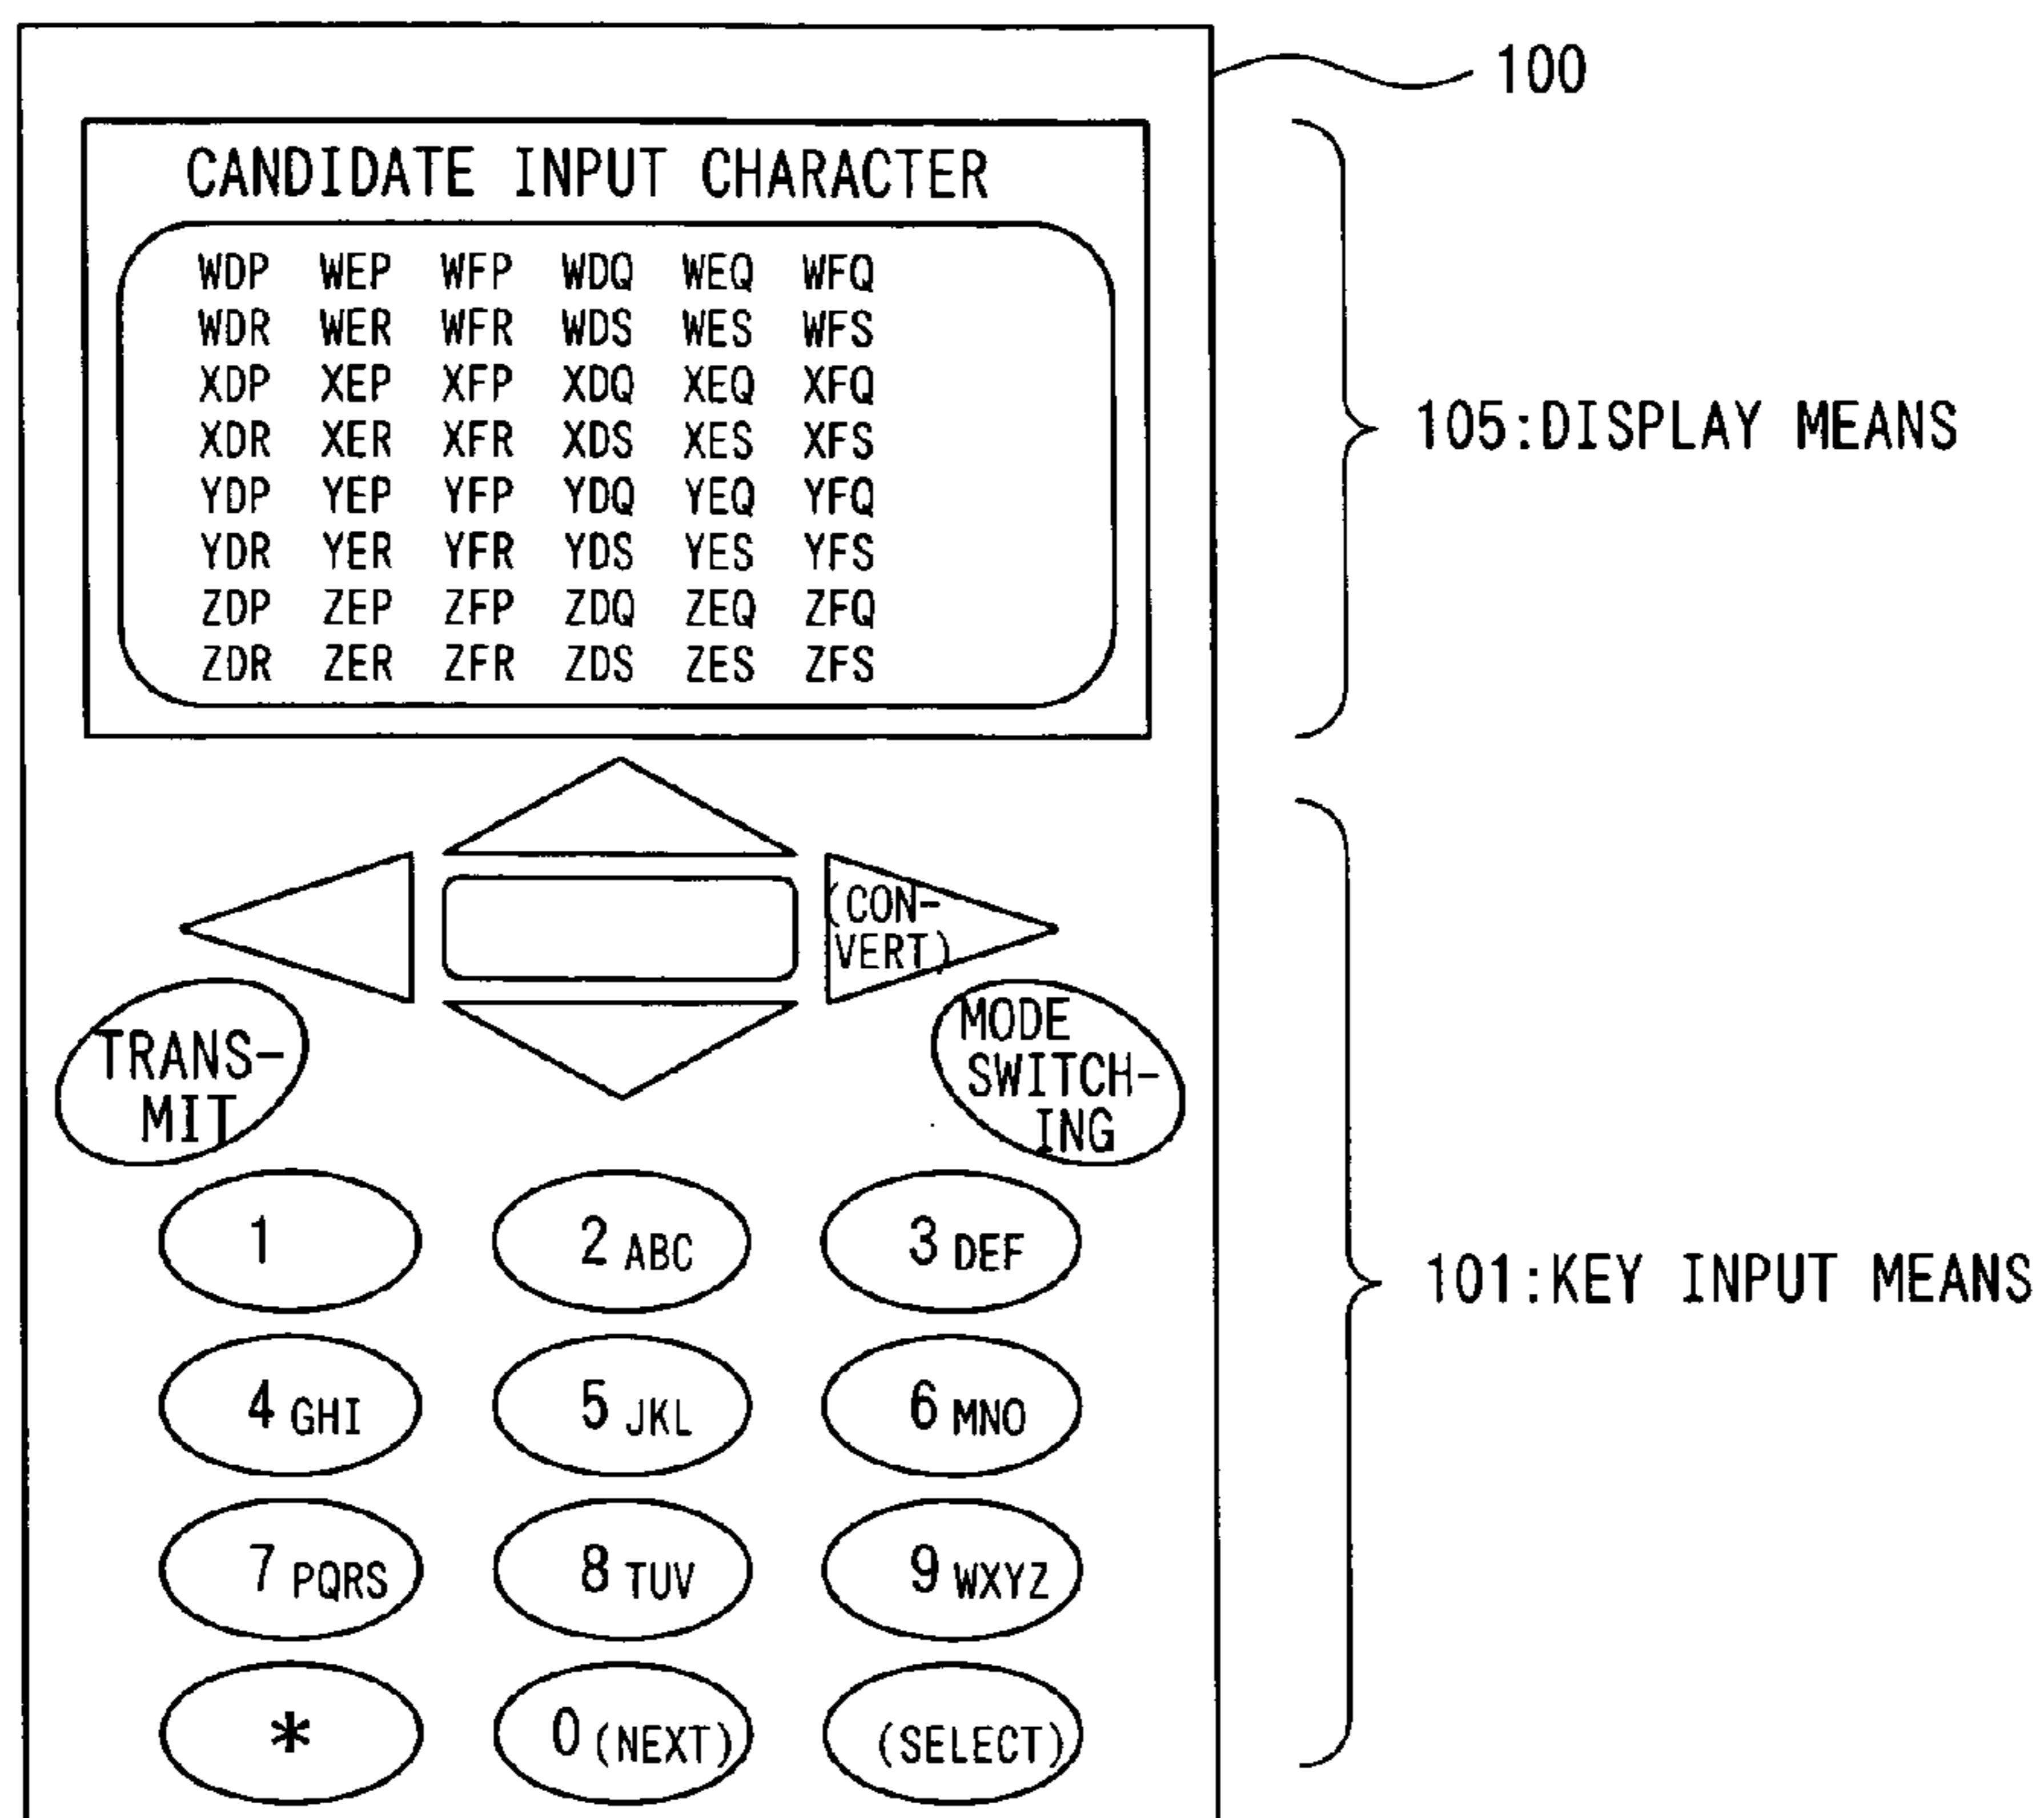 100
CANDIDATE INPUT CHARACTER
WDP WEP WFP WDQ WEQ WFQ
WDR WER WFR WDS WES WFS
XDP XEP XFP XDQ XEQ XFQ
XDR XER XFR XDS XES XFS
YDP YEP YFP YDQ YEQ YFQ
YDR YER YFR YDS YES YFS
ZDP ZEP ZFP ZDQ ZEQ ZFQ
ZDR ZER ZFR ZDS ZES ZFS
105:DISPLAY MEANS
(CON-
VERT)
TRANS-
MIT
MODE
SWITCH-
ING
1 2 ABC 3 DEF
4 GHI 5 JKL 6 MNO
7 PQRS 8 TUV 9 WXYZ
* 0 (NEXT) (SELECT)
101:KEY INPUT MEANS